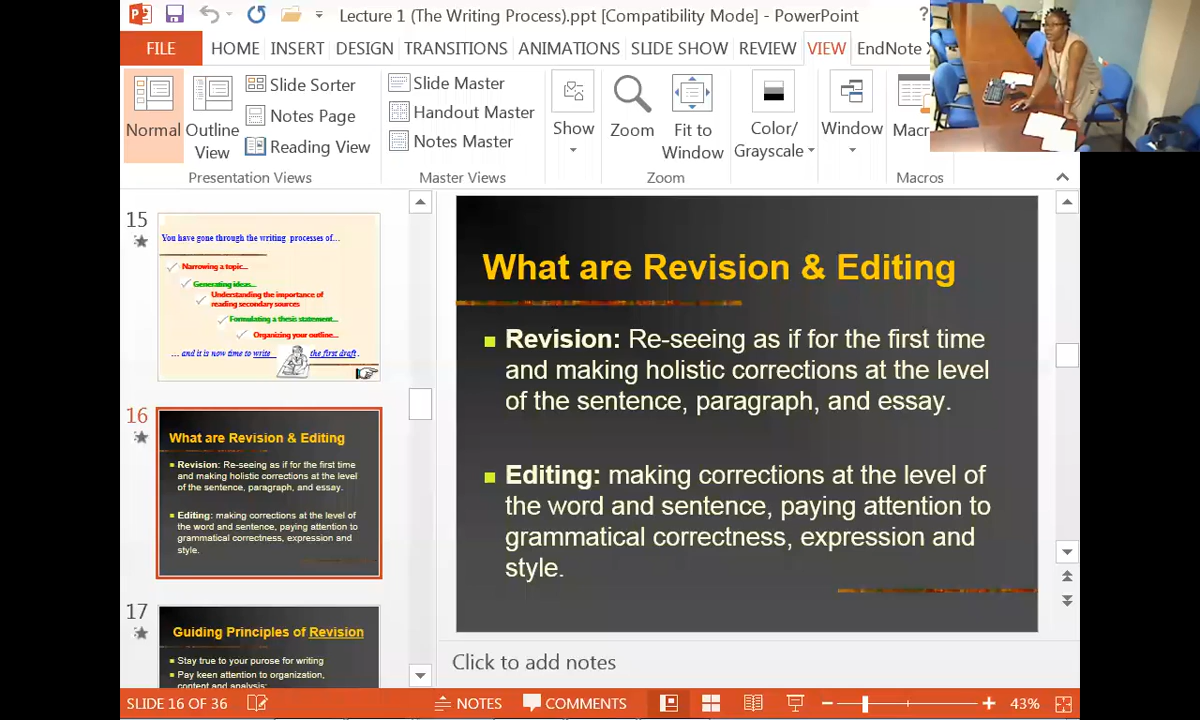 Lecture 1 (The Writing Process).ppt [Compatibility Mode] - PowerPoint
?
FILE
HOME
INSERT
DESIGN
TRANSITIONS
ANIMATIONS
SLIDE SHOW
REVIEW
VIEW
EndNote X
Normal
Outline
View
Slide Sorter
Notes Page
Reading View
Presentation Views
Slide Master
Handout Master
Notes Master
Master Views
Show
Zoom
Fit to
Window
Zoom
Color/
Grayscale
Window
Macr
Macros
15
You have gone through the writing processes of...
Narrowing a topic...
Generating ideas...
Understanding the importance of
reading secondary sources
Formulating a thesis statement...
Organizing your outline...
... and it is now time to write the first draft.
16
What are Revision & Editing
Revision: Re-seeing as if for the first time
and making holistic corrections at the level
of the sentence, paragraph, and essay.
Editing: making corrections at the level of
the word and sentence, paying attention to
grammatical correctness, expression and
style.
17
Guiding Principles of Revision
Stay true to your purose for writing
Pay keen attention to organization,
content and analysis;
What are Revision & Editing
Revision: Re-seeing as if for the first time
and making holistic corrections at the level
of the sentence, paragraph, and essay.
Editing: making corrections at the level of
the word and sentence, paying attention to
grammatical correctness, expression and
style.
Click to add notes
SLIDE 16 OF 36
NOTES
COMMENTS
43%